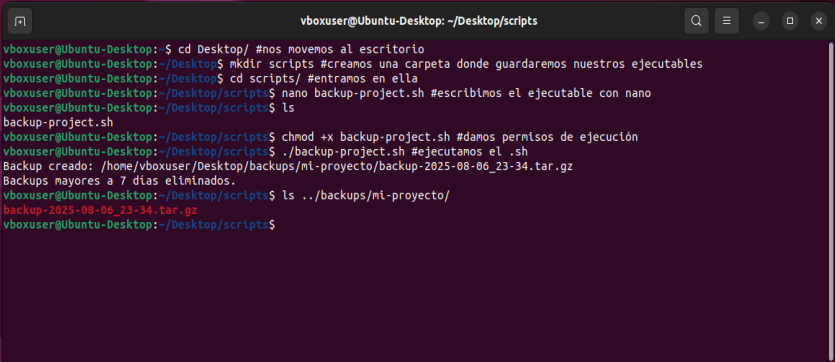 vboxuser@Ubuntu-Desktop: ~/Desktop/scripts
vboxuser@Ubuntu-Desktop:~$ cd Desktop/ #nos movemos al escritorio
vboxuser@Ubuntu-Desktop:~/Desktop$ mkdir scripts #creamos una carpeta donde guardaremos nuestros ejecutables
vboxuser@Ubuntu-Desktop:~/Desktop$ cd scripts/ #entramos en ella
vboxuser@Ubuntu-Desktop:~/Desktop/scripts$ nano backup-project.sh #escribimos el ejecutable con nano
vboxuser@Ubuntu-Desktop:~/Desktop/scripts$ ls
backup-project.sh
vboxuser@Ubuntu-Desktop:~/Desktop/scripts$ chmod +x backup-project.sh #damos permisos de ejecución
vboxuser@Ubuntu-Desktop:~/Desktop/scripts$ ./backup-project.sh #ejecutamos el .sh
Backup creado: /home/vboxuser/Desktop/backups/mi-proyecto/backup-2025-08-06_23-34.tar.gz
Backups mayores a 7 días eliminados.
vboxuser@Ubuntu-Desktop:~/Desktop/scripts$ ls ../backups/mi-proyecto/
backup-2025-08-06_23-34.tar.gz
vboxuser@Ubuntu-Desktop:~/Desktop/scripts$